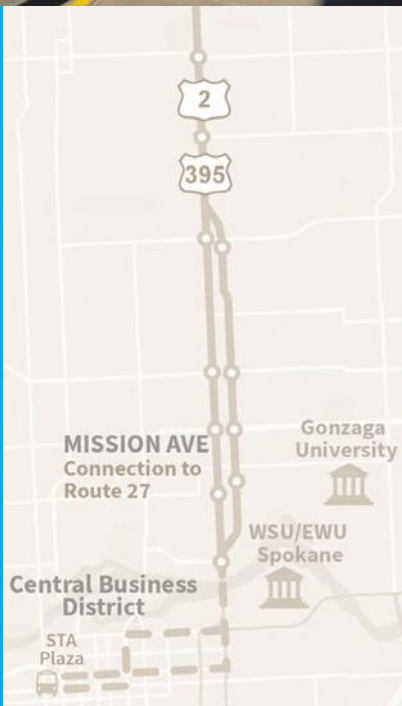 2
395
MISSION AVE
Connection to
Route 27
Gonzaga
University
WSU/EWU
Spokane
Central Business
District
STA
Plaza